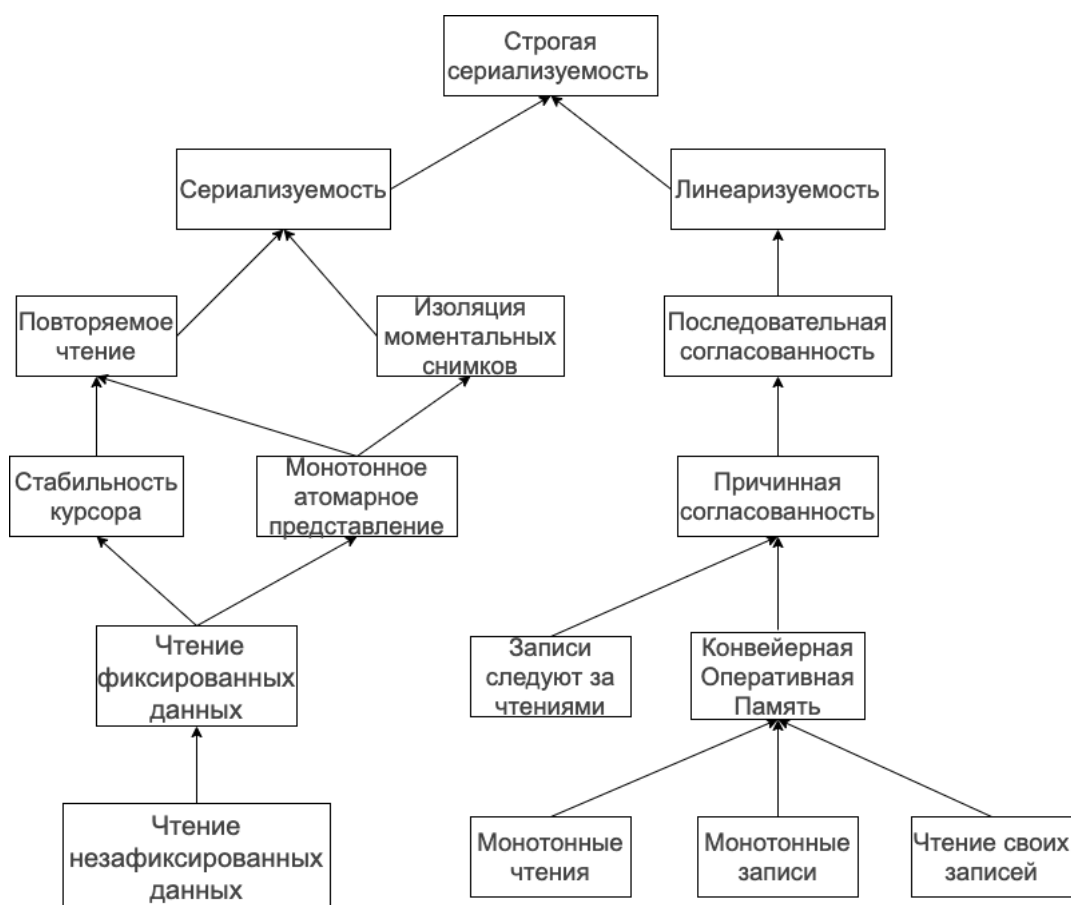 Строгая
сериализуемость
Сериализуемость
Линеаризуемость
Повторяемое
чтение
Изоляция
моментальных
снимков
Последовательная
согласованность
Стабильность
курсора
Монотонное
атомарное
представление
Причинная
согласованность
Чтение
фиксированных
данных
Записи
следуют за
чтениями
Конвейерная
Оперативная
Память
Чтение
незафиксированных
данных
Монотонные
чтения
Монотонные
записи
Чтение своих
записей